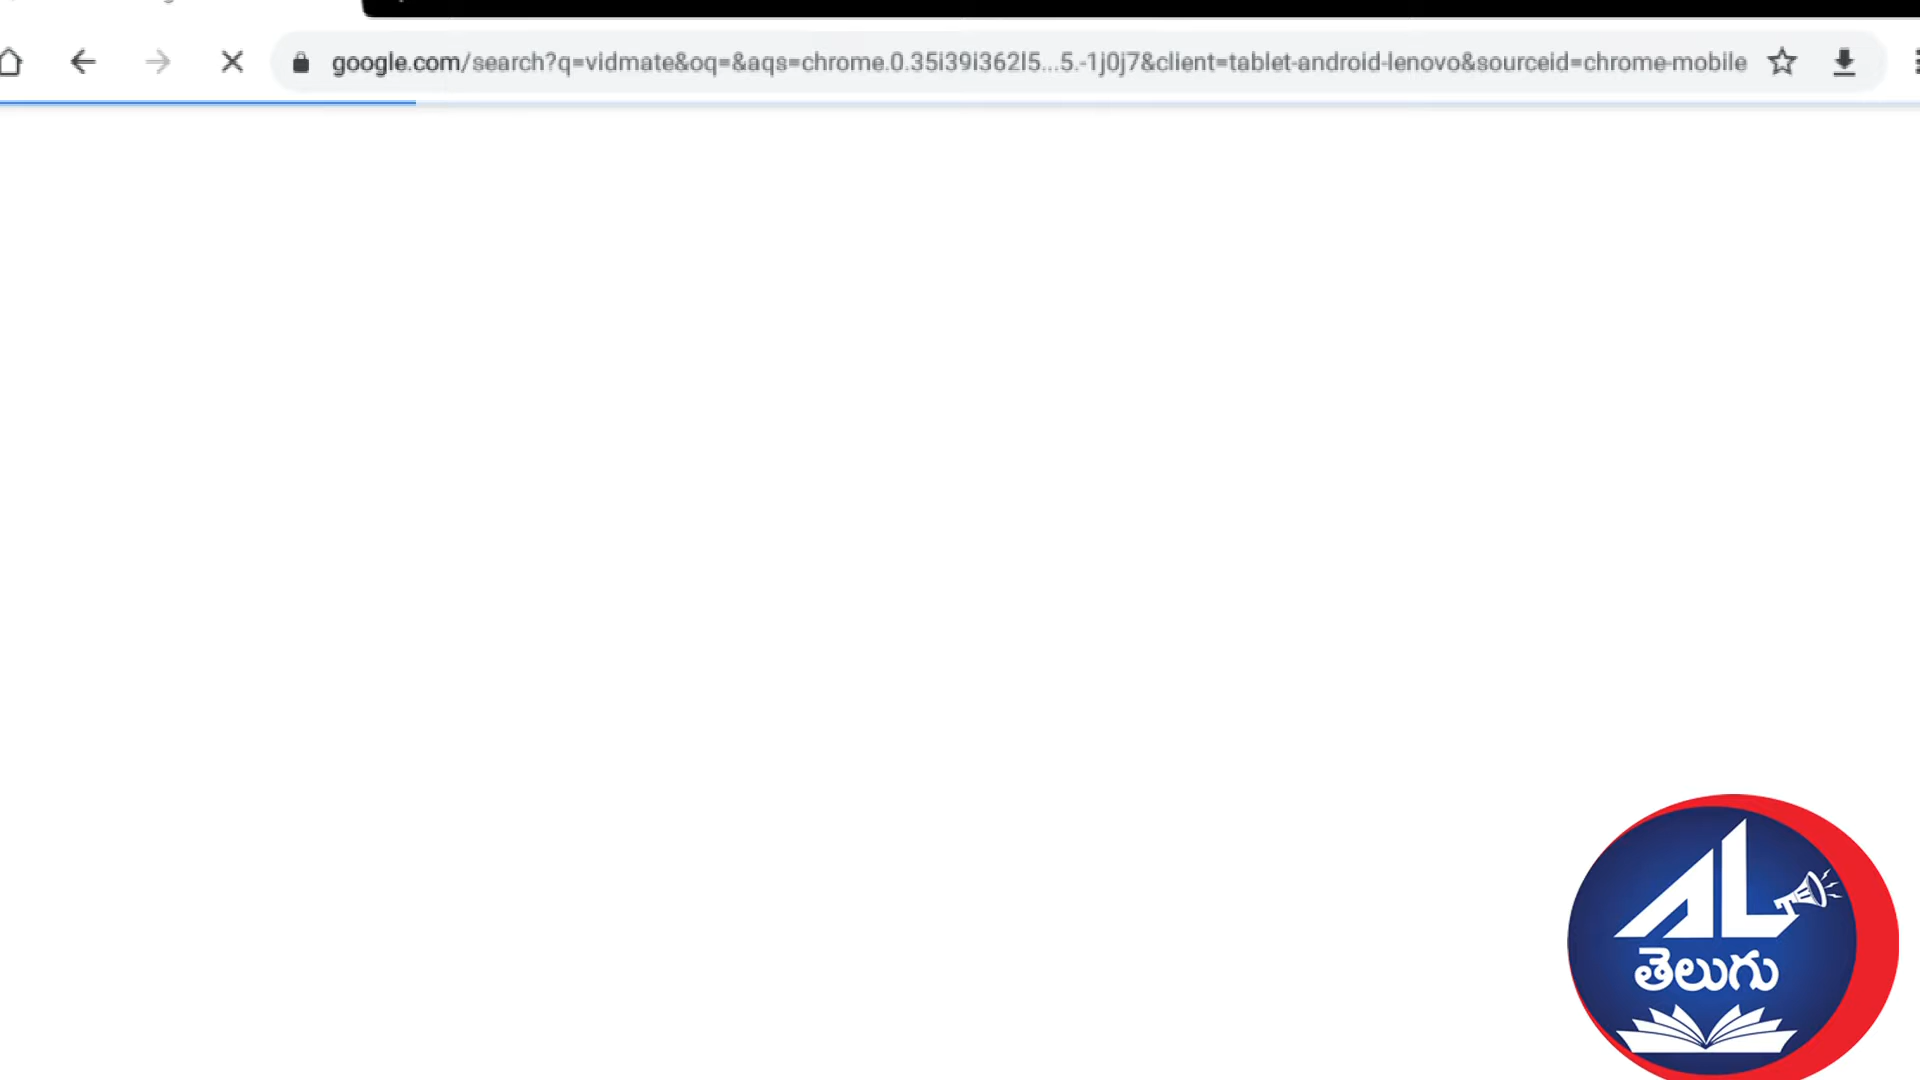 google.com/search?q=vidmate&oq=&aqs=chrome.0.35i39i362l5...5.-1j0j7&client=tablet-android-lenovo&sourceid=chrome-mobile
AL
తెలుగు